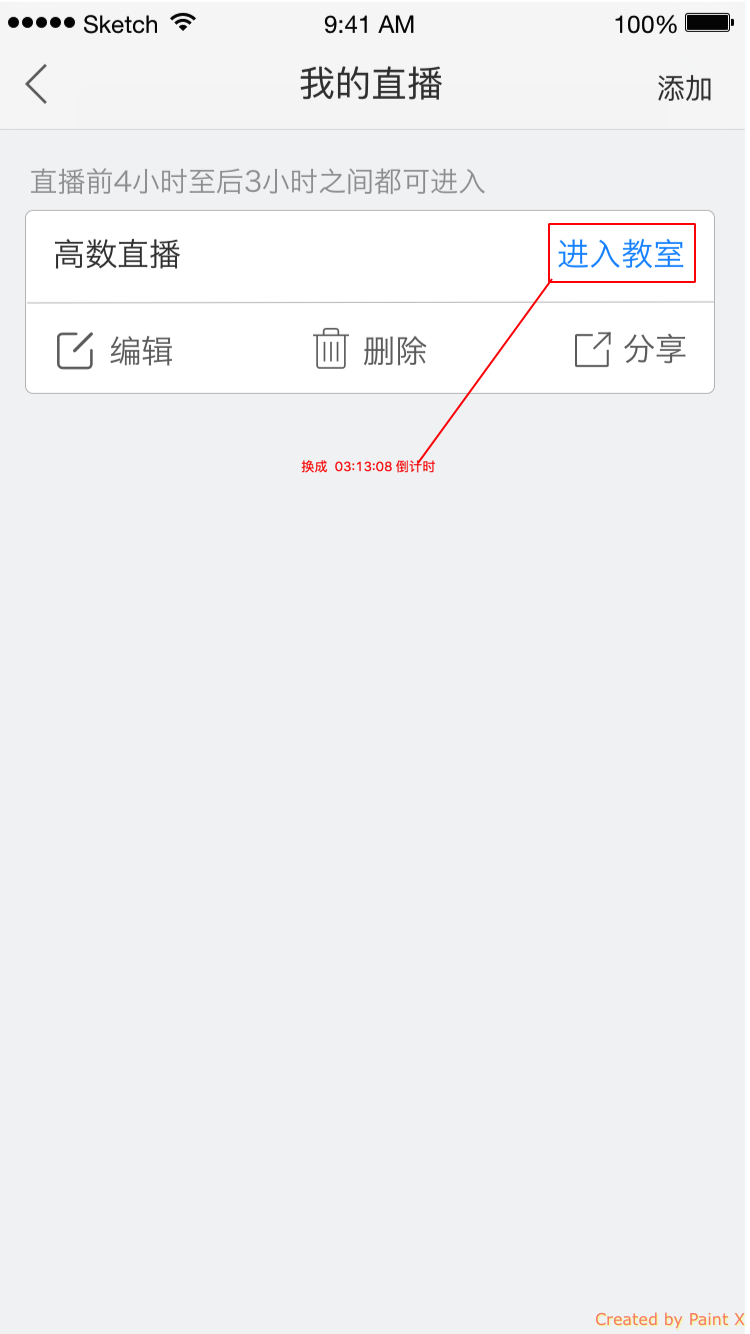 Sketch 9:41 AM 100%
我的直播 添加
直播前4小时至后3小时之间都可进入
高数直播 进入教室
编辑 删除 分享
换成 03:13:08 倒计时
Created by Paint X